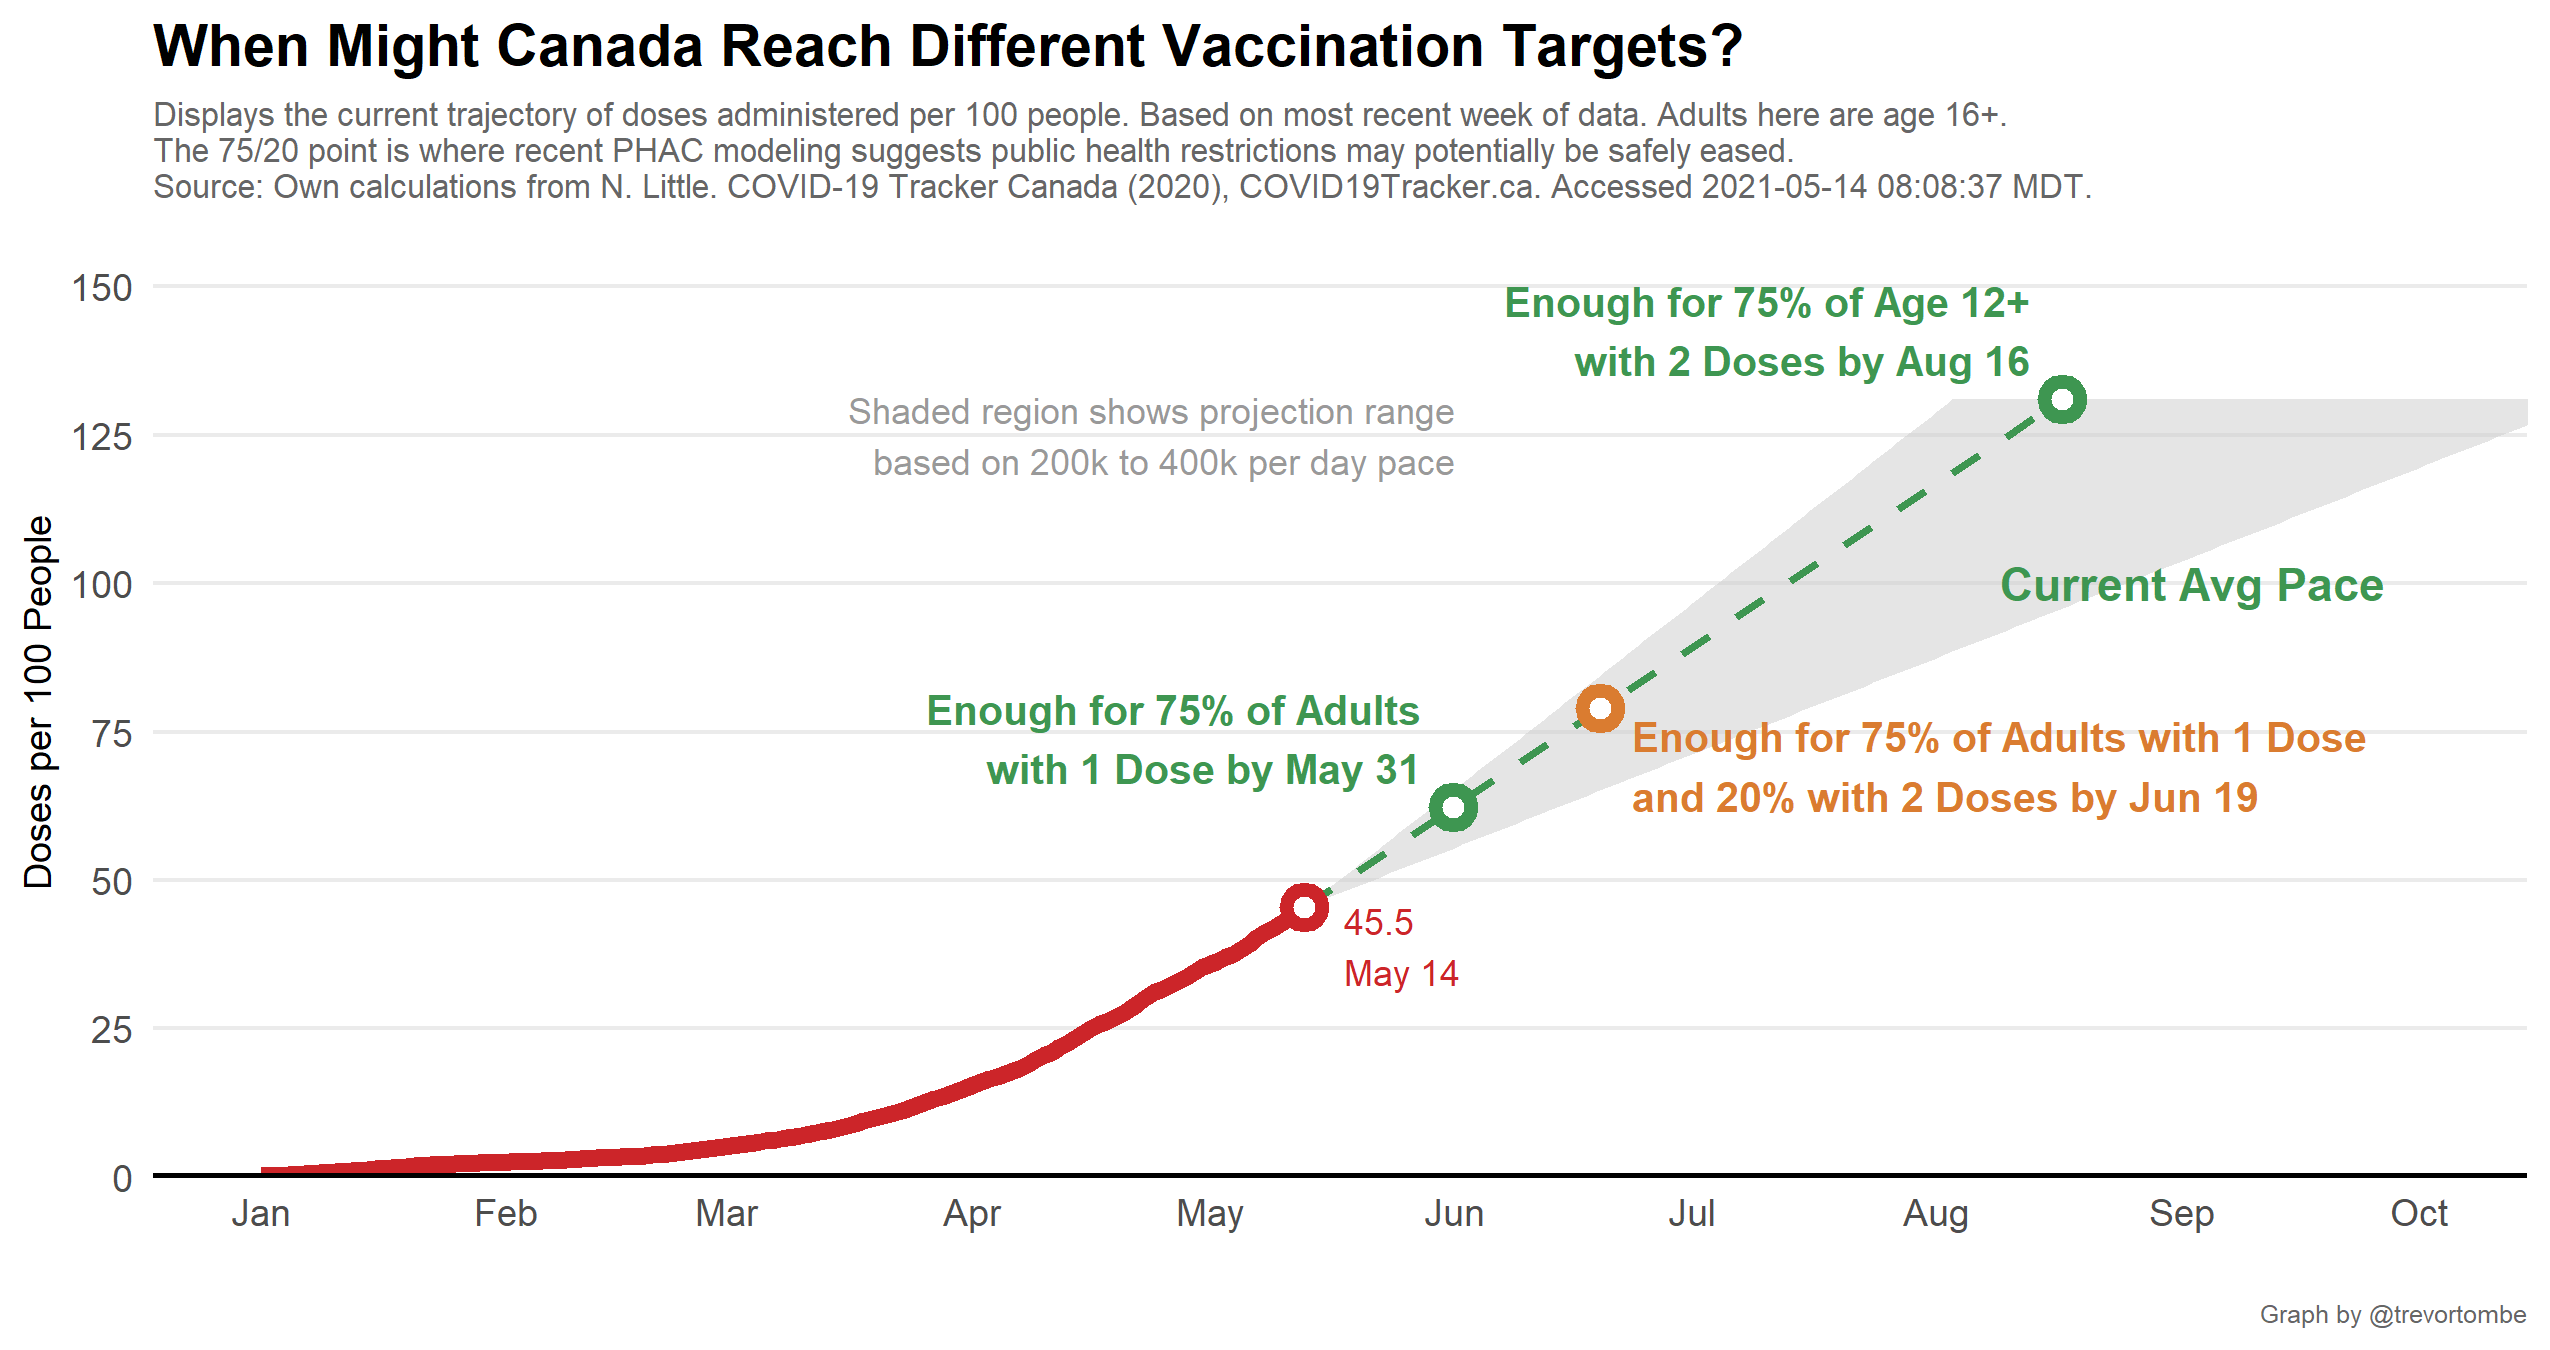 When Might Canada Reach Different Vaccination Targets?
Displays the current trajectory of doses administered per 100 people. Based on most recent week of data. Adults here are age 16+.
The 75/20 point is where recent PHAC modeling suggests public health restrictions may potentially be safely eased.
Source: Own calculations from N. Little. COVID-19 Tracker Canada (2020), COVID19Tracker.ca. Accessed 2021-05-14 08:08:37 MDT.
150
Enough for 75% of Age 12+
with 2 Doses by Aug 16
Shaded region shows projection range
125
based on 200k to 400k per day pace
Doses per 100 People
100
Current Avg Pace
Enough for 75% of Adults
with 1 Dose by May 31
75
Enough for 75% of Adults with 1 Dose
and 20% with 2 Doses by Jun 19
50
45.5
May 14
25
0
Jan Feb Mar Apr May Jun Jul Aug Sep Oct
Graph by @trevortombe